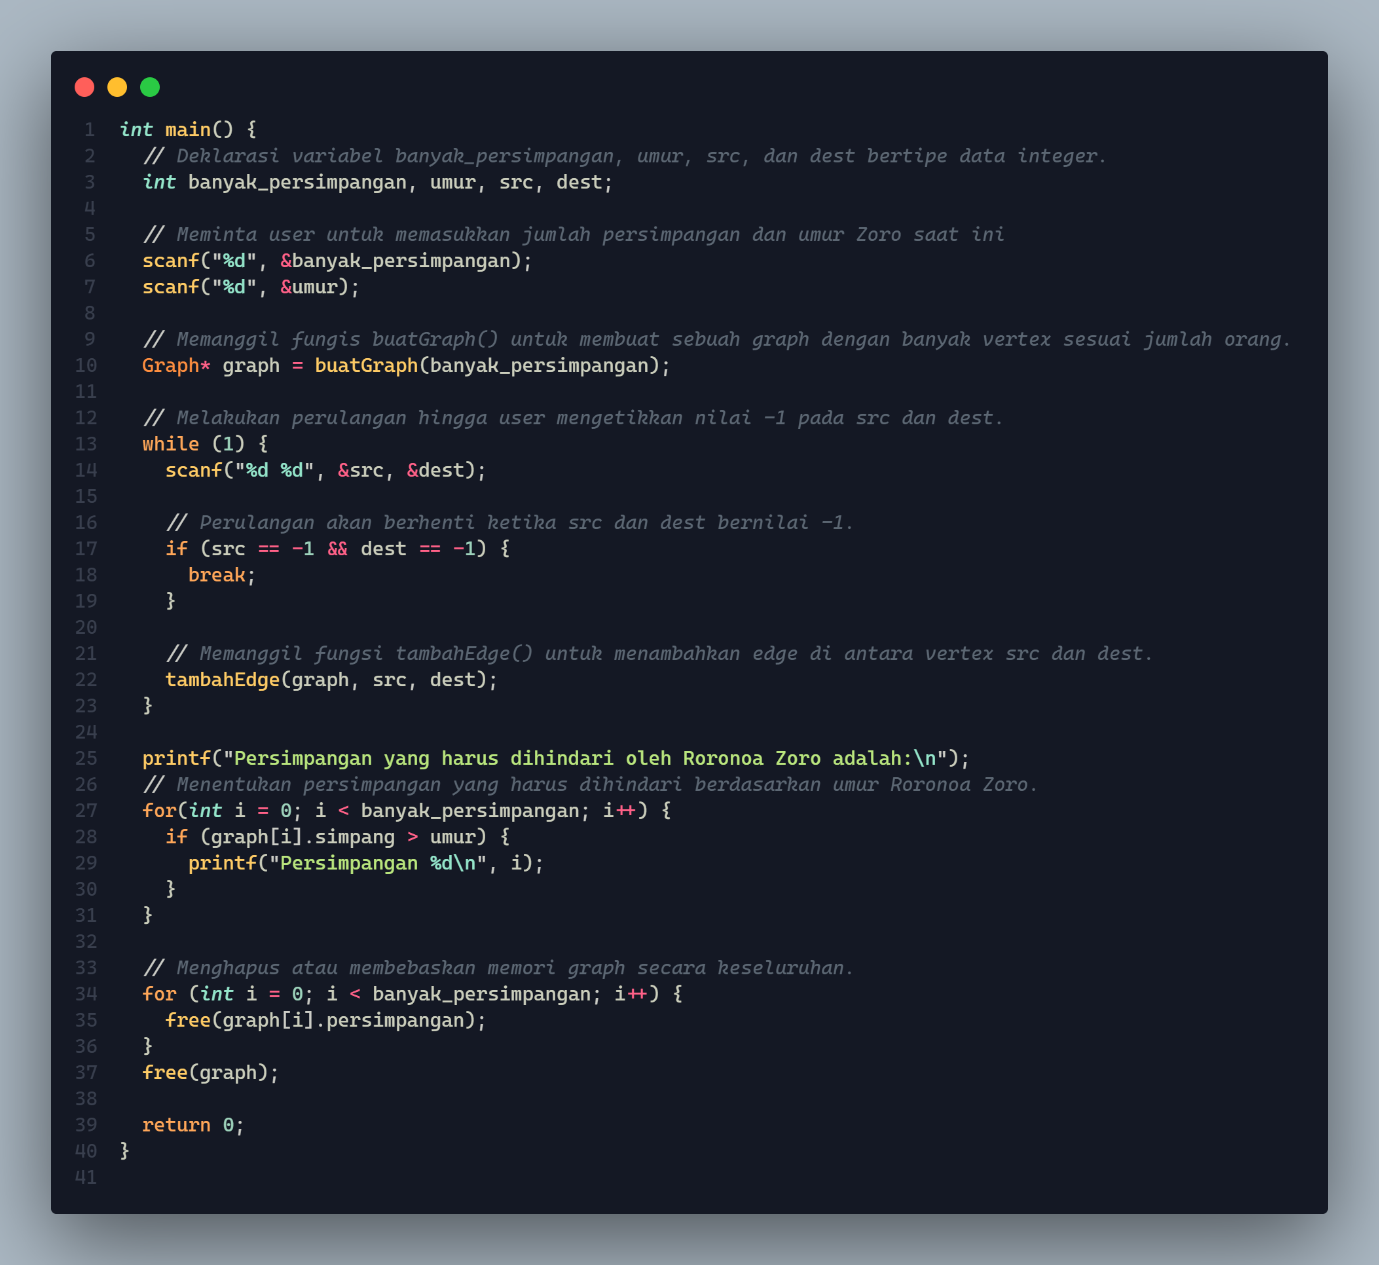 1 int main() {
2 // Deklarasi variabel banyak_persimpangan, umur, src, dan dest bertipe data integer.
3 int banyak_persimpangan, umur, src, dest;
4
5 // Meminta user untuk memasukkan jumlah persimpangan dan umur Zoro saat ini
6 scanf("%d", &banyak_persimpangan);
7 scanf("%d", &umur);
8
9 // Memanggil fungis buatGraph() untuk membuat sebuah graph dengan banyak vertex sesuai jumlah orang.
10 Graph* graph = buatGraph(banyak_persimpangan);
11
12 // Melakukan perulangan hingga user mengetikkan nilai -1 pada src dan dest.
13 while (1) {
14 scanf("%d %d", &src, &dest);
15
16 // Perulangan akan berhenti ketika src dan dest bernilai -1.
17 if (src == -1 && dest == -1) {
18 break;
19 }
20
21 // Memanggil fungsi tambahEdge() untuk menambahkan edge di antara vertex src dan dest.
22 tambahEdge(graph, src, dest);
23 }
24
25 printf("Persimpangan yang harus dihindari oleh Roronoa Zoro adalah:\n");
26 // Menentukan persimpangan yang harus dihindari berdasarkan umur Roronoa Zoro.
27 for(int i = 0; i < banyak_persimpangan; i++) {
28 if (graph[i].simpang > umur) {
29 printf("Persimpangan %d\n", i);
30 }
31 }
32
33 // Menghapus atau membebaskan memori graph secara keseluruhan.
34 for (int i = 0; i < banyak_persimpangan; i++) {
35 free(graph[i].persimpangan);
36 }
37 free(graph);
38
39 return 0;
40 }
41